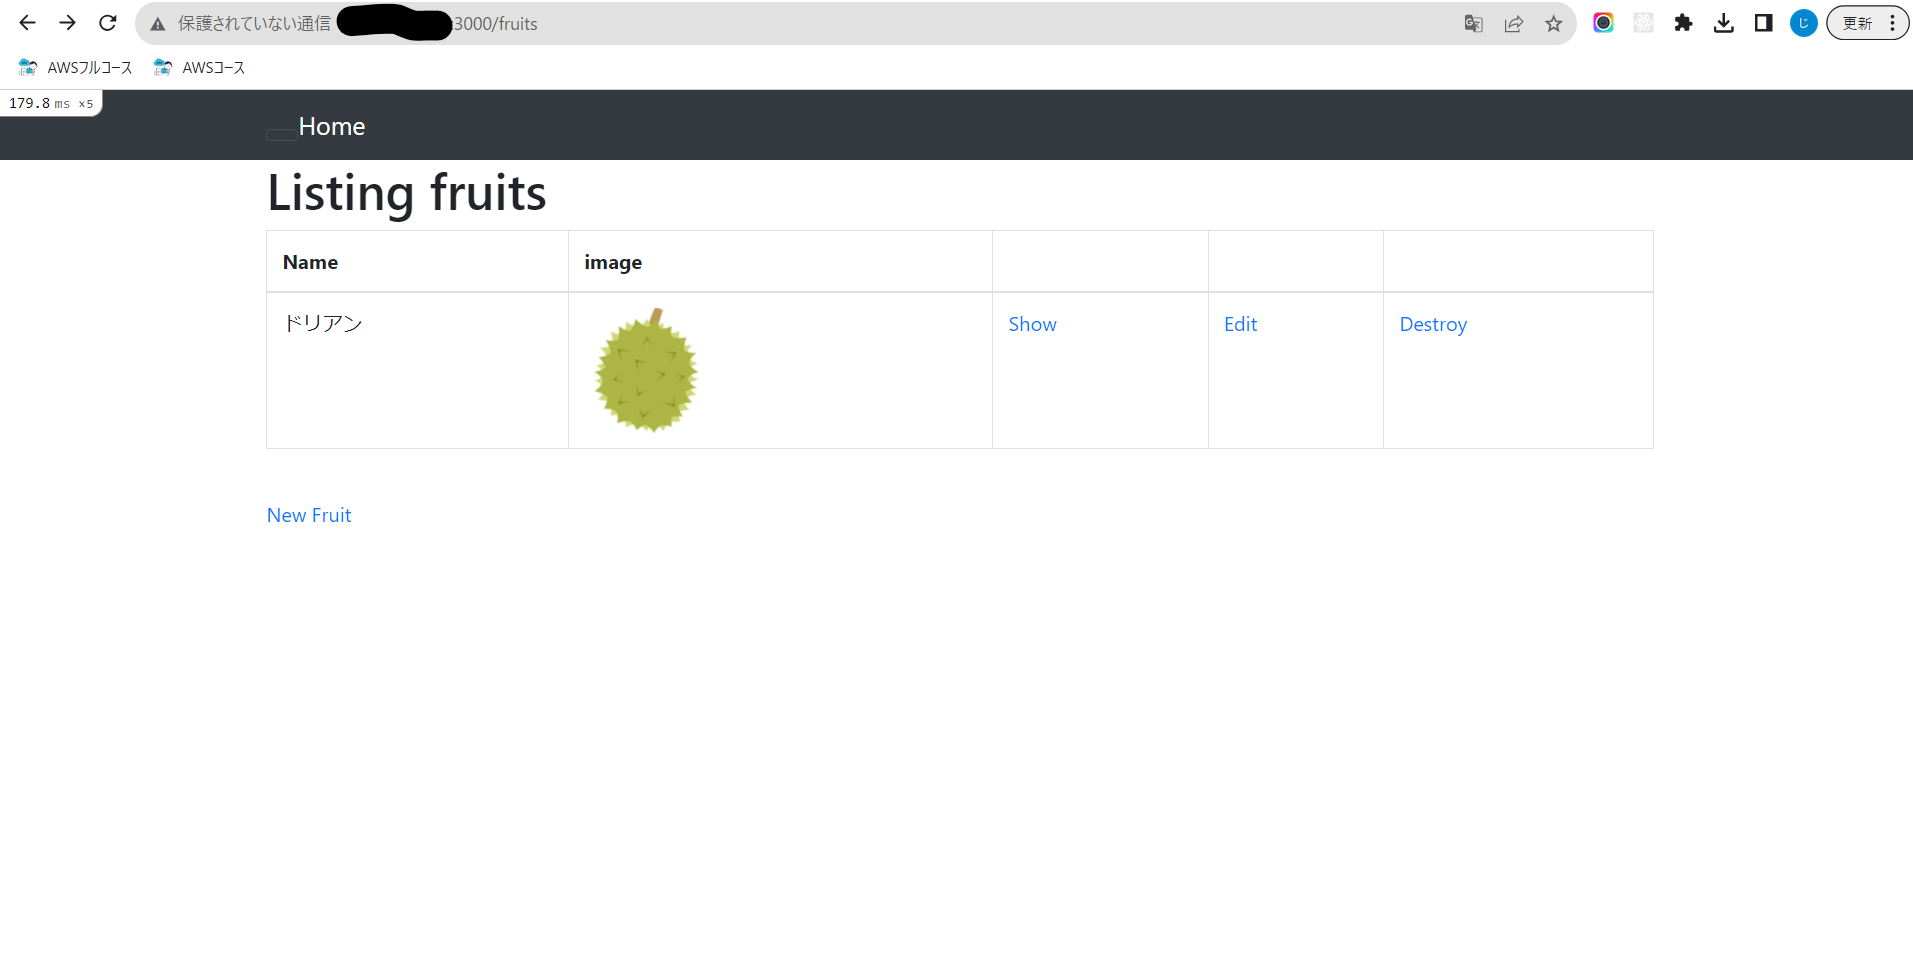 保護されていない通信 :3000/fruits
更新
じ
AWSフルコース AWSコース
179.8 ms ×5
Home
Listing fruits
Name image
ドリアン Show Edit Destroy
New Fruit